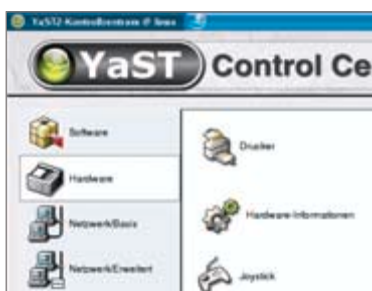 YaST2-Kontrollzentrum @ linux
YaST Control Ce
Software
Hardware
Netzwerk/Basis
Netzwerk/Erweitert
Drucker
Hardware-Informationen
Joystick